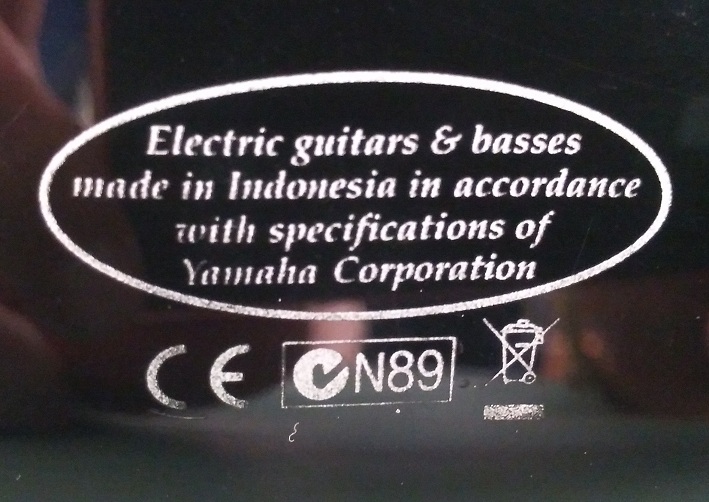 Electric guitars & basses
made in Indonesia in accordance
with specifications of
Yamaha Corporation
CE N89